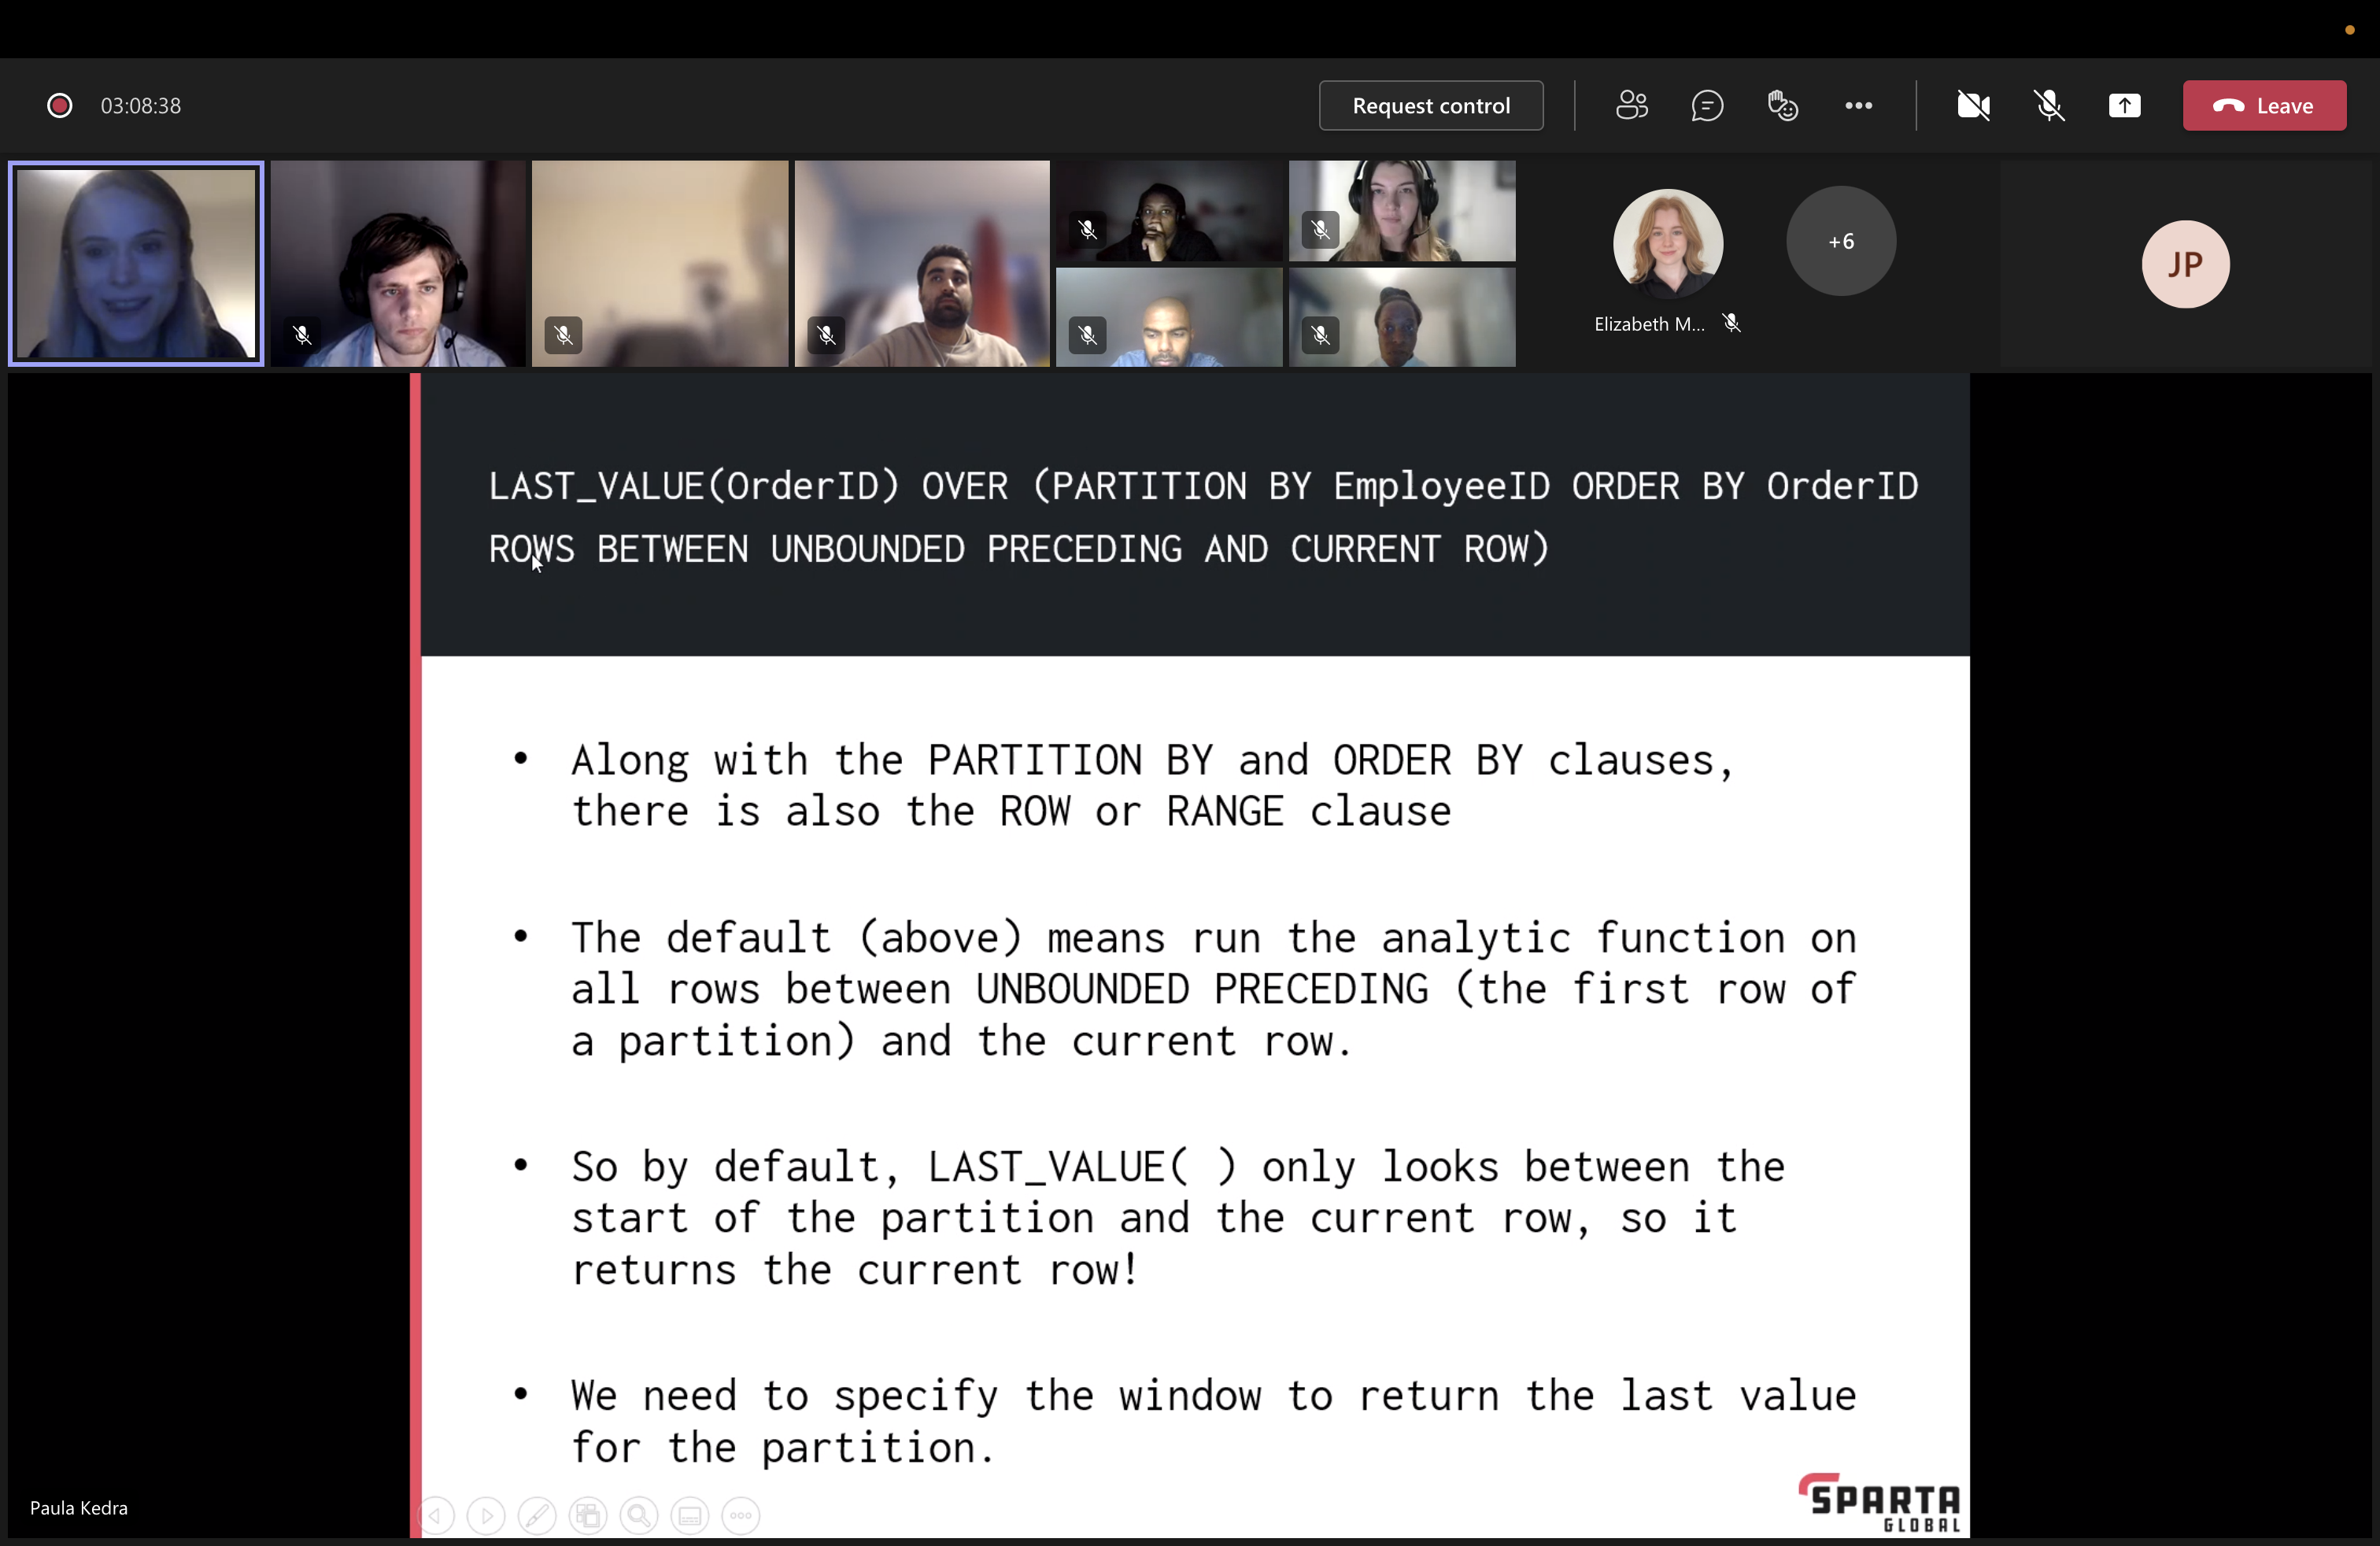 03:08:38
Request control
Leave
Elizabeth M...
+6
JP
LAST_VALUE(OrderID) OVER (PARTITION BY EmployeeID ORDER BY OrderID
ROWS BETWEEN UNBOUNDED PRECEDING AND CURRENT ROW)
• Along with the PARTITION BY and ORDER BY clauses,
there is also the ROW or RANGE clause
• The default (above) means run the analytic function on
all rows between UNBOUNDED PRECEDING (the first row of
a partition) and the current row.
• So by default, LAST_VALUE( ) only looks between the
start of the partition and the current row, so it
returns the current row!
• We need to specify the window to return the last value
for the partition.
SPARTA
GLOBAL
Paula Kedra